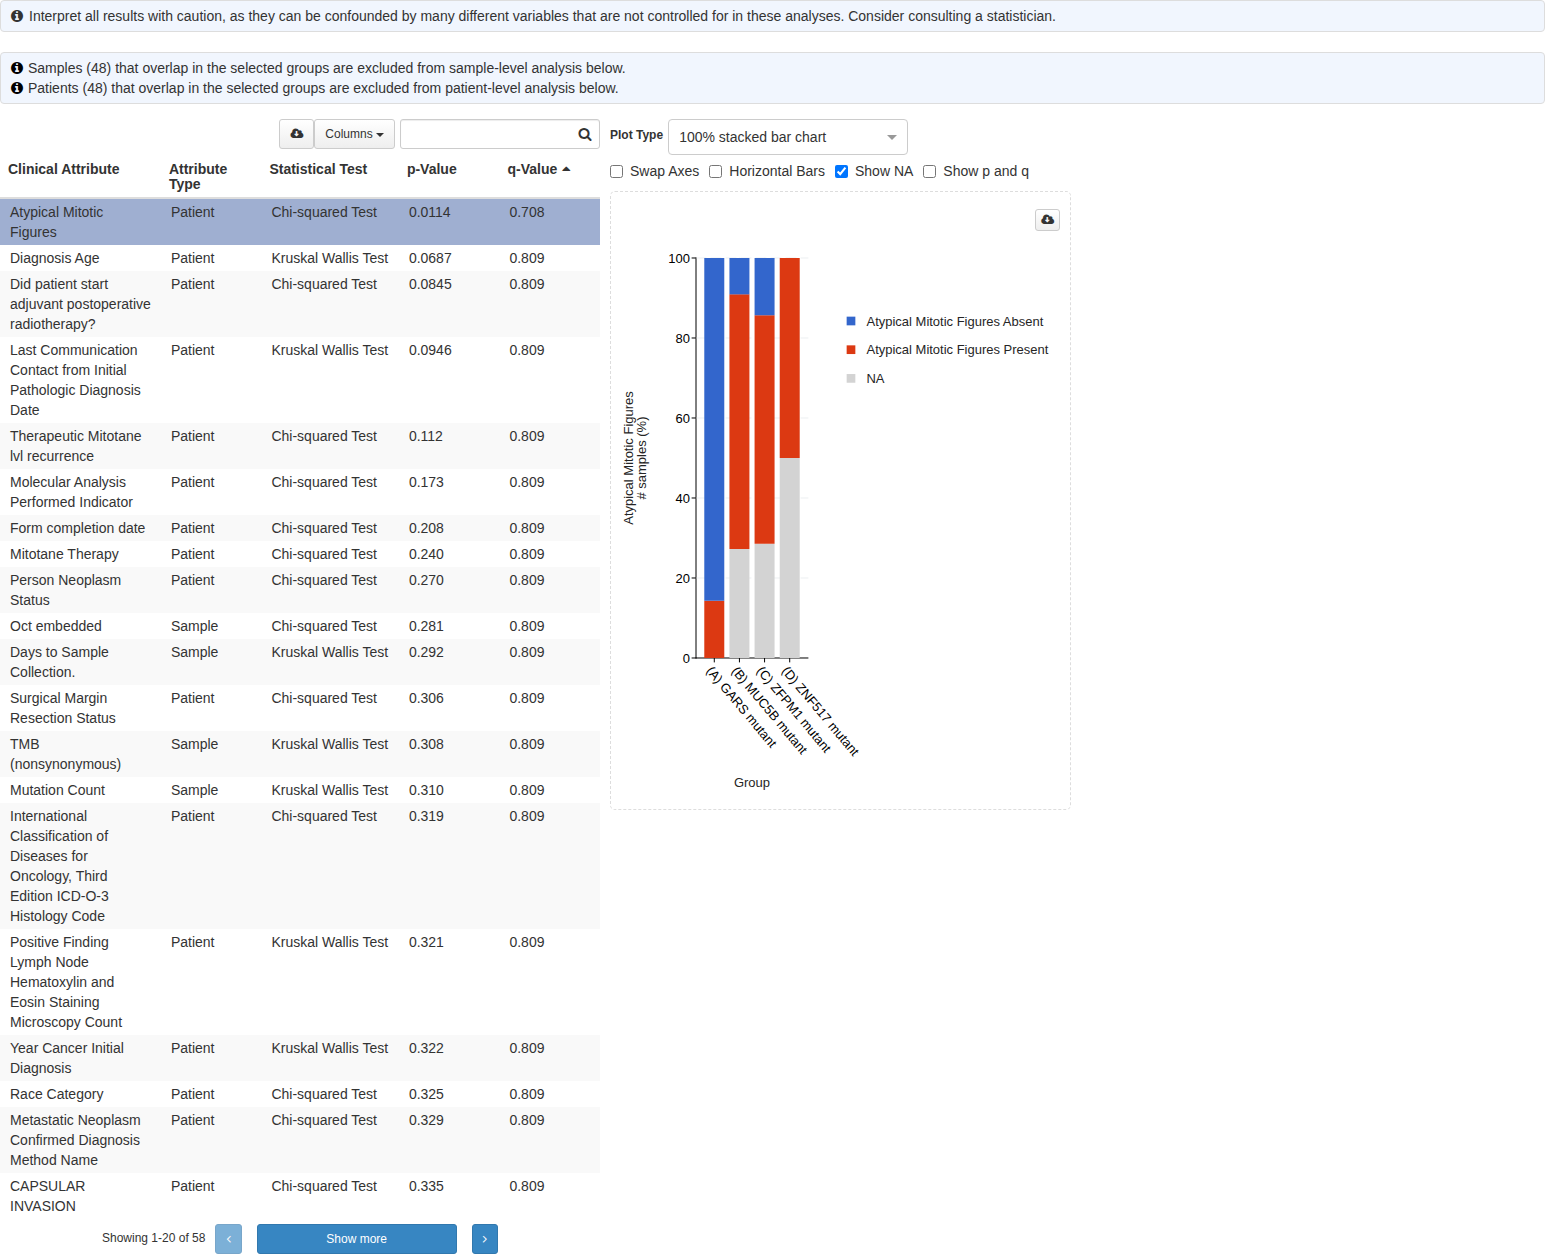 Interpret all results with caution, as they can be confounded by many different variables that are not controlled for in these analyses. Consider consulting a statistician.
Samples (48) that overlap in the selected groups are excluded from sample-level analysis below.
Patients (48) that overlap in the selected groups are excluded from patient-level analysis below.
Columns
Clinical Attribute Attribute Type Statistical Test p-Value q-Value
Atypical Mitotic Patient Chi-squared Test 0.0114 0.708
Figures
Diagnosis Age Patient Kruskal Wallis Test 0.0687 0.809
Did patient start Patient Chi-squared Test 0.0845 0.809
adjuvant postoperative
radiotherapy?
Last Communication Patient Kruskal Wallis Test 0.0946 0.809
Contact from Initial
Pathologic Diagnosis
Date
Therapeutic Mitotane Patient Chi-squared Test 0.112 0.809
lvl recurrence
Molecular Analysis Patient Chi-squared Test 0.173 0.809
Performed Indicator
Form completion date Patient Chi-squared Test 0.208 0.809
Mitotane Therapy Patient Chi-squared Test 0.240 0.809
Person Neoplasm Patient Chi-squared Test 0.270 0.809
Status
Oct embedded Sample Chi-squared Test 0.281 0.809
Days to Sample Sample Kruskal Wallis Test 0.292 0.809
Collection.
Surgical Margin Patient Chi-squared Test 0.306 0.809
Resection Status
TMB Sample Kruskal Wallis Test 0.308 0.809
(nonsynonymous)
Mutation Count Sample Kruskal Wallis Test 0.310 0.809
International Patient Chi-squared Test 0.319 0.809
Classification of
Diseases for
Oncology, Third
Edition ICD-O-3
Histology Code
Positive Finding Patient Kruskal Wallis Test 0.321 0.809
Lymph Node
Hematoxylin and
Eosin Staining
Microscopy Count
Year Cancer Initial Patient Kruskal Wallis Test 0.322 0.809
Diagnosis
Race Category Patient Chi-squared Test 0.325 0.809
Metastatic Neoplasm Patient Chi-squared Test 0.329 0.809
Confirmed Diagnosis
Method Name
CAPSULAR Patient Chi-squared Test 0.335 0.809
INVASION
Showing 1-20 of 58 ‹ Show more ›
Plot Type 100% stacked bar chart
Swap Axes Horizontal Bars Show NA Show p and q
100
80
60
40
20
0
Atypical Mitotic Figures
# samples (%)
Atypical Mitotic Figures Absent
Atypical Mitotic Figures Present
NA
(A) GARS mutant
(B) MUC5B mutant
(C) ZFPM1 mutant
(D) ZNF517 mutant
Group